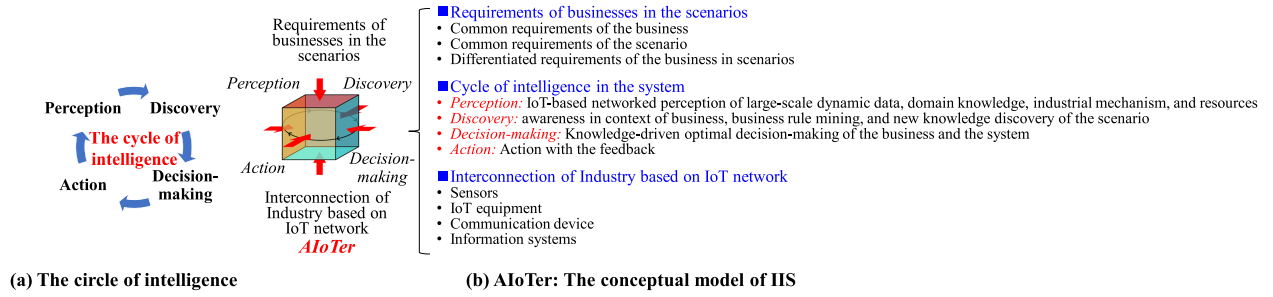 Perception
Discovery
The cycle of
intelligence
Action
Decision-
making
(a) The circle of intelligence
Requirements of
businesses in the
scenarios
Perception
Discovery
Action
Decision-
making
Interconnection of
Industry based on
IoT network
AIoTer
■Requirements of businesses in the scenarios
• Common requirements of the business
• Common requirements of the scenario
• Differentiated requirements of the business in scenarios
■Cycle of intelligence in the system
• Perception: IoT-based networked perception of large-scale dynamic data, domain knowledge, industrial mechanism, and resources
• Discovery: awareness in context of business, business rule mining, and new knowledge discovery of the scenario
• Decision-making: Knowledge-driven optimal decision-making of the business and the system
• Action: Action with the feedback
■Interconnection of Industry based on IoT network
• Sensors
• IoT equipment
• Communication device
• Information systems
(b) AIoTer: The conceptual model of IIS